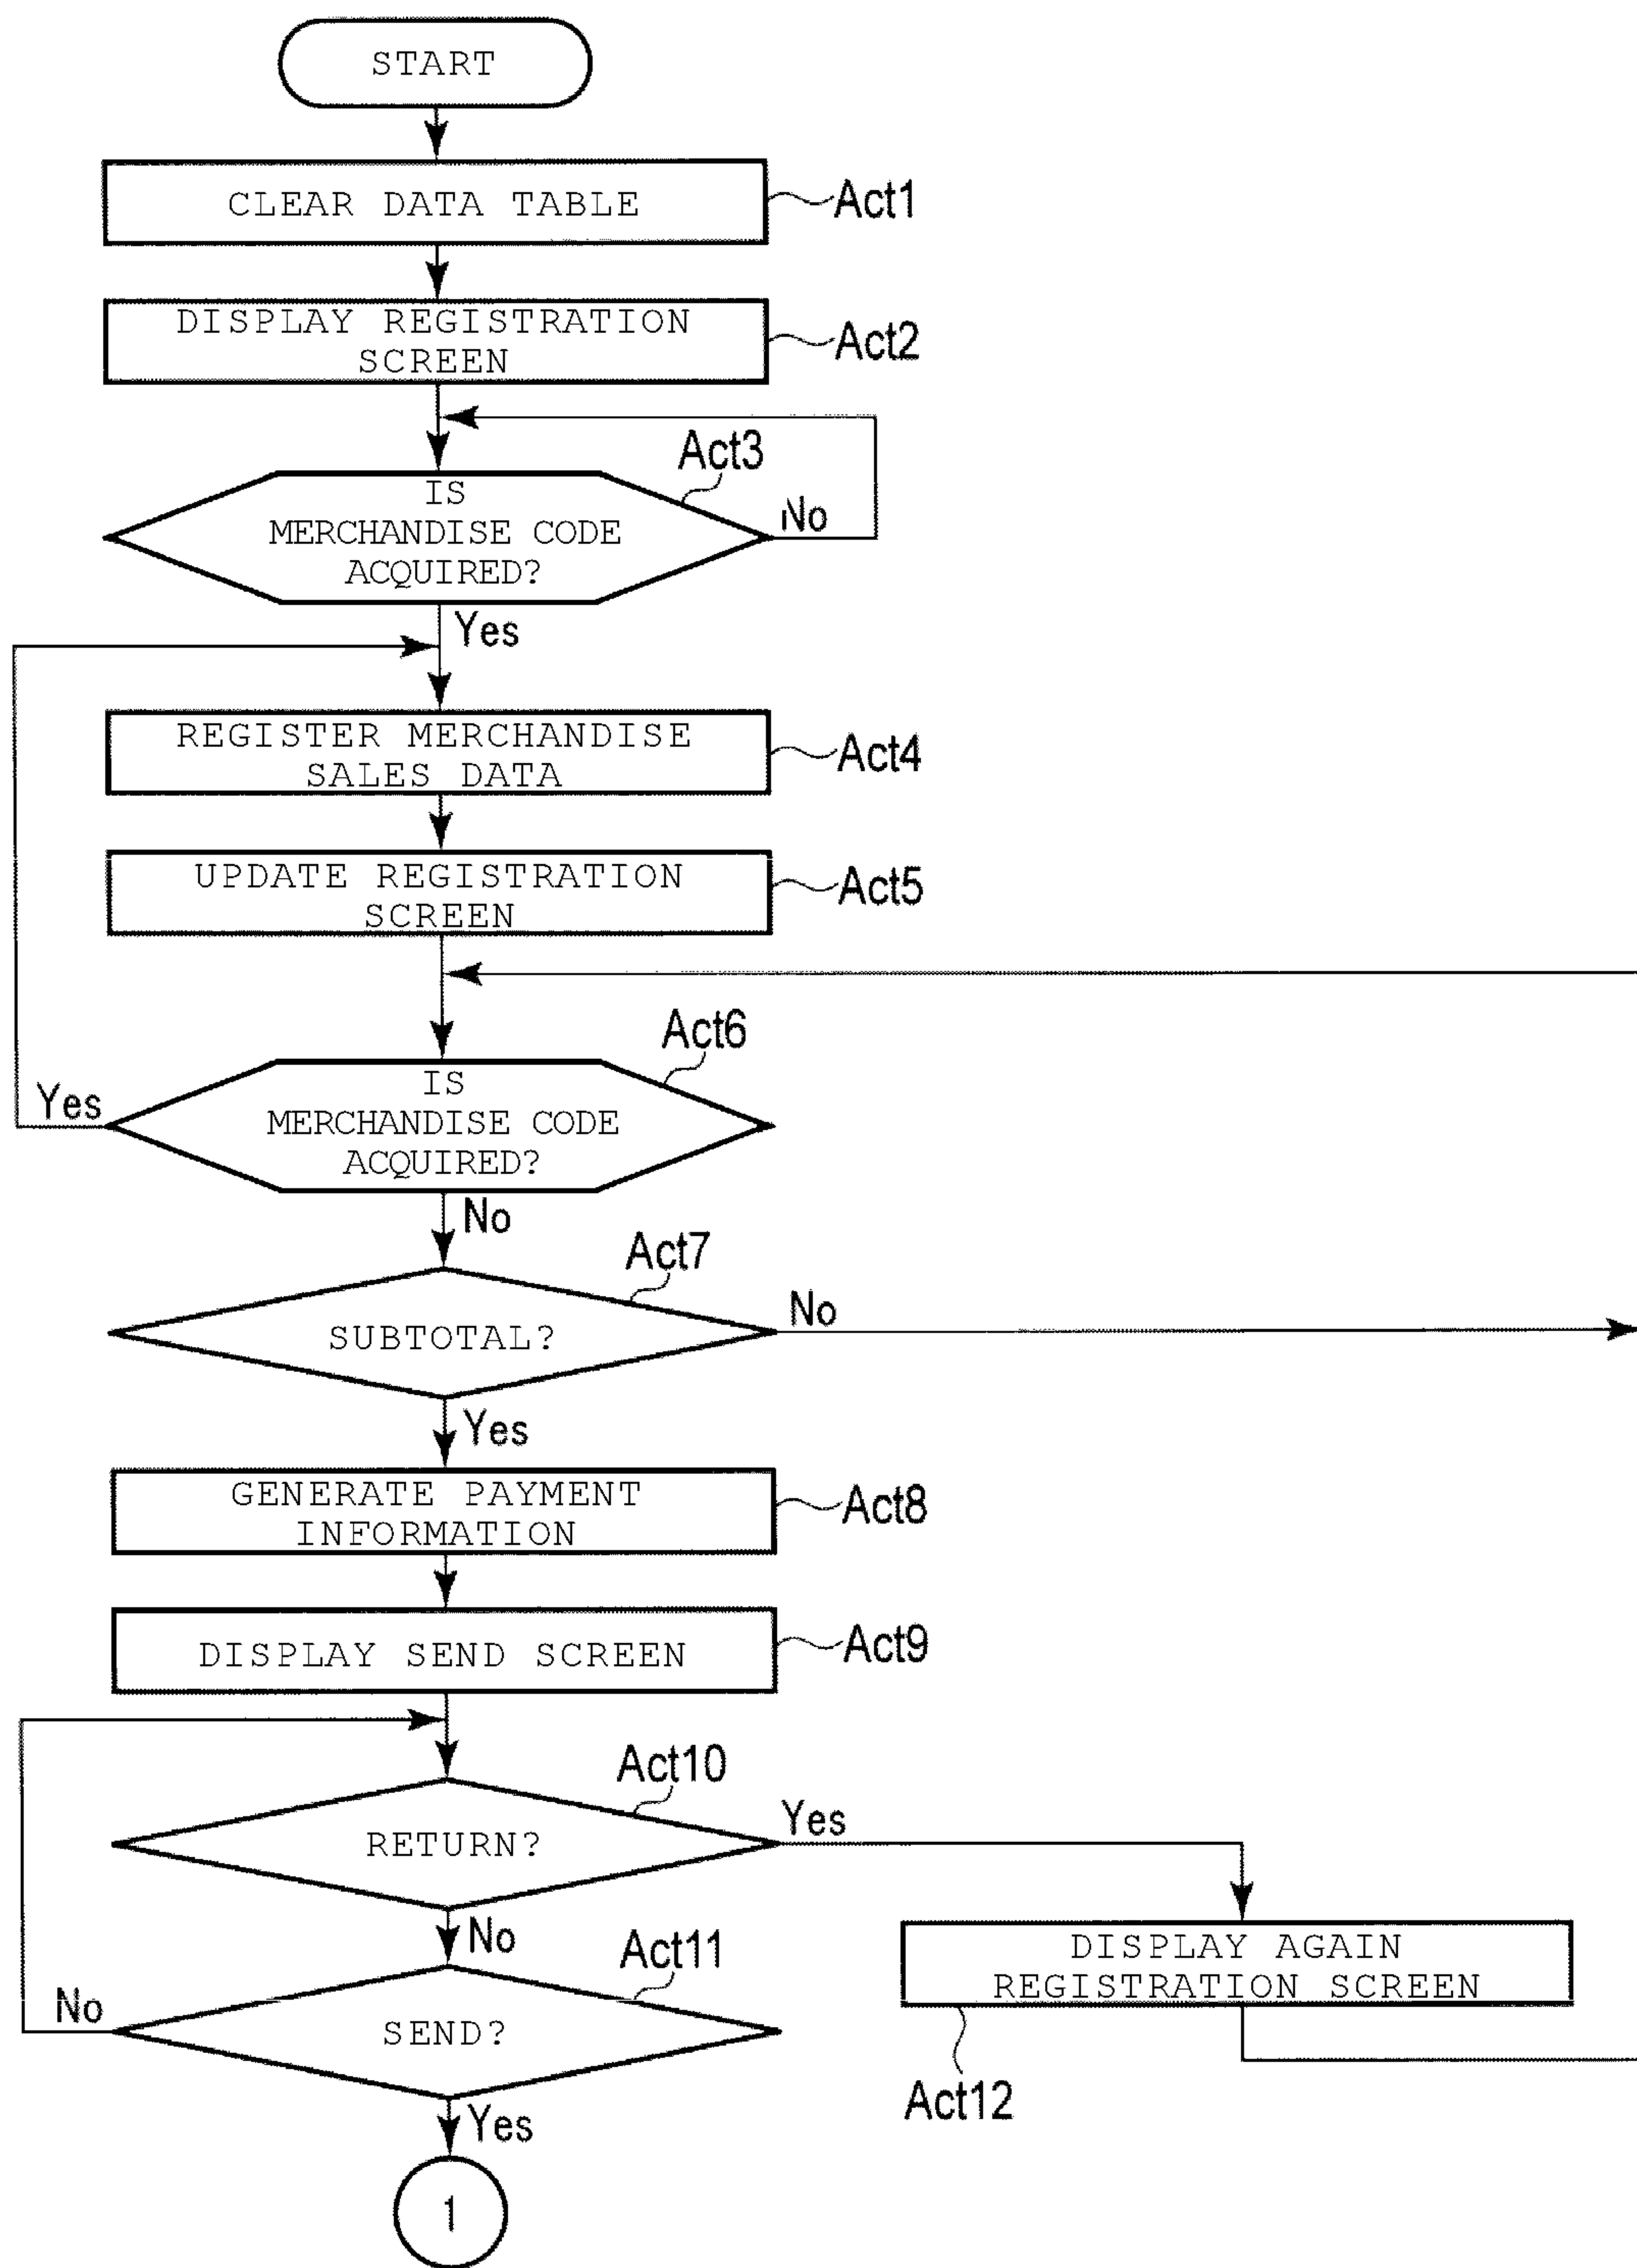 START
CLEAR DATA TABLE
Act1
DISPLAY REGISTRATION
SCREEN
Act2
Act3
IS
MERCHANDISE CODE
ACQUIRED?
No
Yes
REGISTER MERCHANDISE
SALES DATA
Act4
UPDATE REGISTRATION
SCREEN
Act5
Act6
IS
MERCHANDISE CODE
ACQUIRED?
Yes
No
Act7
SUBTOTAL?
No
Yes
GENERATE PAYMENT
INFORMATION
Act8
DISPLAY SEND SCREEN
Act9
Act10
RETURN?
Yes
No
Act11
SEND?
No
DISPLAY AGAIN
REGISTRATION SCREEN
Act12
Yes
1